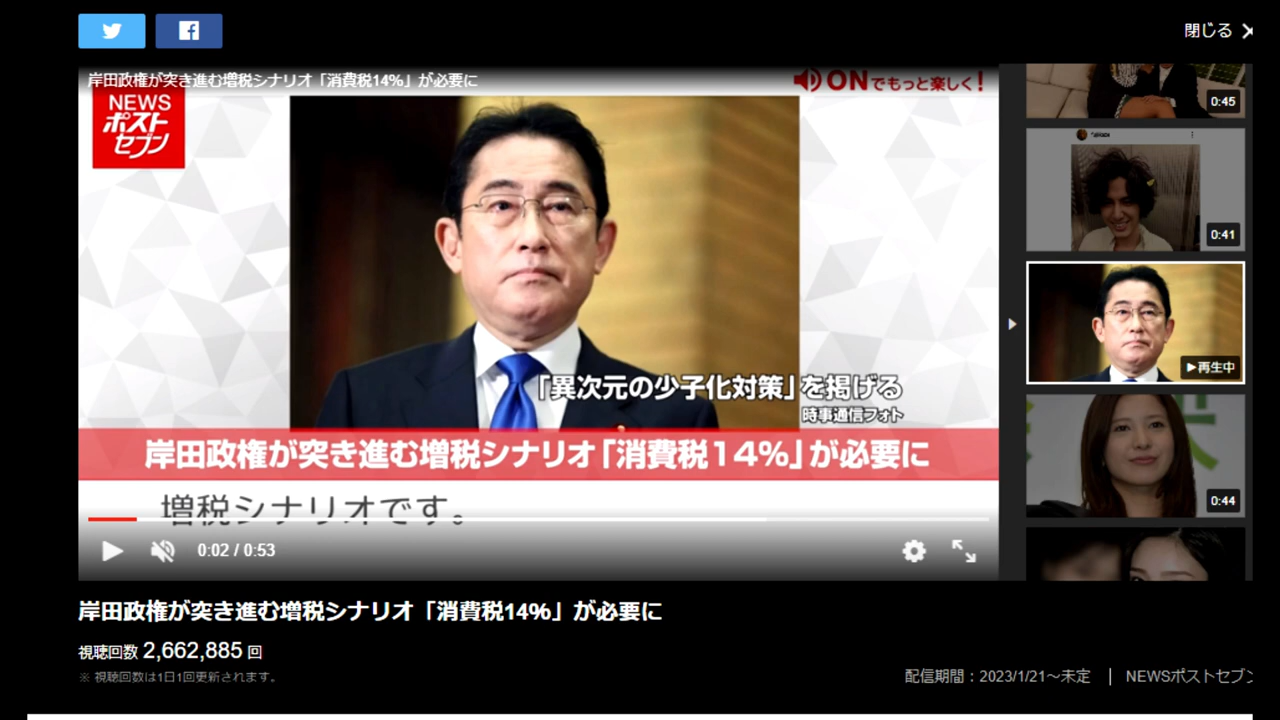 閉じる
岸田政権が突き進む増税シナリオ「消費税14%」が必要に
ONでもっと楽しく!
NEWS
ポスト
セブン
0:45
0:41
「異次元の少子化対策」を掲げる
時事通信フォト
▶再生中
岸田政権が突き進む増税シナリオ「消費税14%」が必要に
増税シナリオです。
0:02 / 0:53
0:44
岸田政権が突き進む増税シナリオ「消費税14%」が必要に
視聴回数 2,662,885 回
※ 視聴回数は1日1回更新されます。
配信期間:2023/1/21〜未定 | NEWSポストセブン